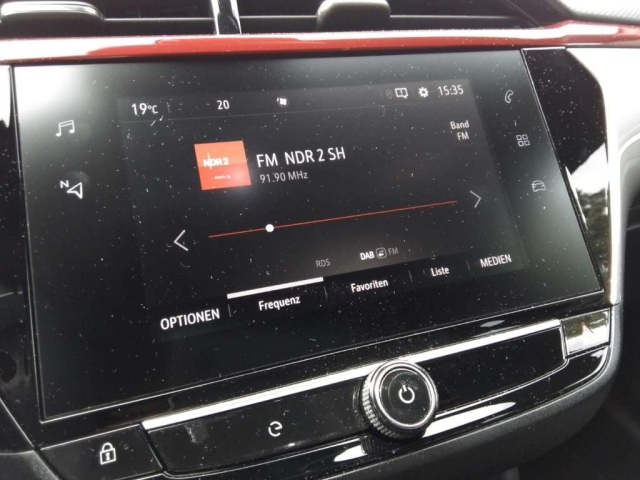 19°C 20 15:35
N
NDR 2
FM NDR 2 SH
91.90 MHz
Band
FM
RDS DAB FM
OPTIONEN Frequenz Favoriten Liste MEDIEN